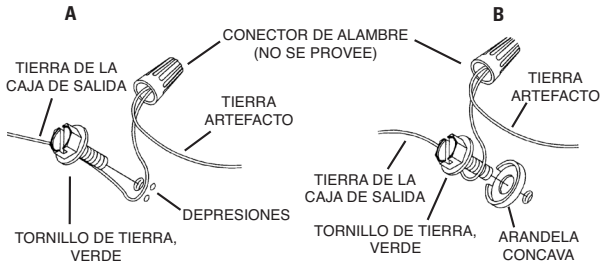 A
B
CONECTOR DE ALAMBRE
(NO SE PROVEE)
TIERRA DE LA
CAJA DE SALIDA
TIERRA
ARTEFACTO
DEPRESIONES
TORNILLO DE TIERRA,
VERDE
TIERRA
ARTEFACTO
TIERRA DE LA
CAJA DE SALIDA
TORNILLO DE TIERRA,
VERDE
ARANDELA
CONCAVA